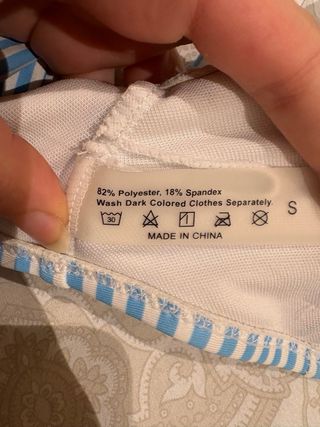 82% Polyester, 18% Spandex
Wash Dark Colored Clothes Separately.
30
S
MADE IN CHINA